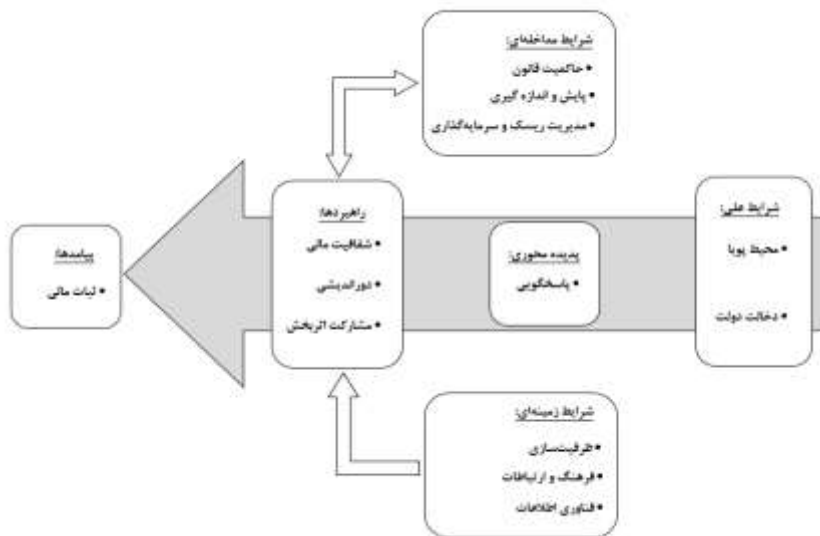 شرایط مداخله‌ای:
• حاکمیت قانون
• پایش و اندازه گیری
• مدیریت ریسک و سرمایه‌گذاری
شرایط علی:
• محیط پویا
• دخالت دولت
پدیده محوری:
• پاسخگویی
راهبردها:
• شفافیت مالی
• دوراندیشی
• مشارکت اثربخش
پیامدها:
• ثبات مالی
شرایط زمینه‌ای:
• ظرفیت‌سازی
• فرهنگ و ارتباطات
• فناوری اطلاعات